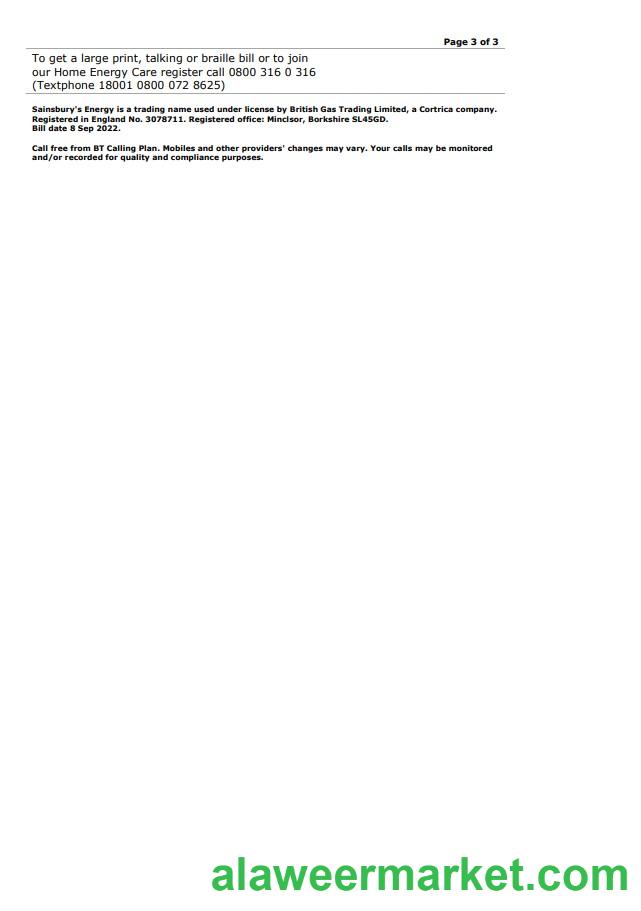 Page 3 of 3
To get a large print, talking or braille bill or to join
our Home Energy Care register call 0800 316 0 316
(Textphone 18001 0800 072 8625)
Sainsbury's Energy is a trading name used under license by British Gas Trading Limited, a Cortrica company.
Registered in England No. 3078711. Registered office: Minclsor, Borkshire SL45GD.
Bill date 8 Sep 2022.
Call free from BT Calling Plan. Mobiles and other providers' changes may vary. Your calls may be monitored
and/or recorded for quality and compliance purposes.
alaweermarket.com